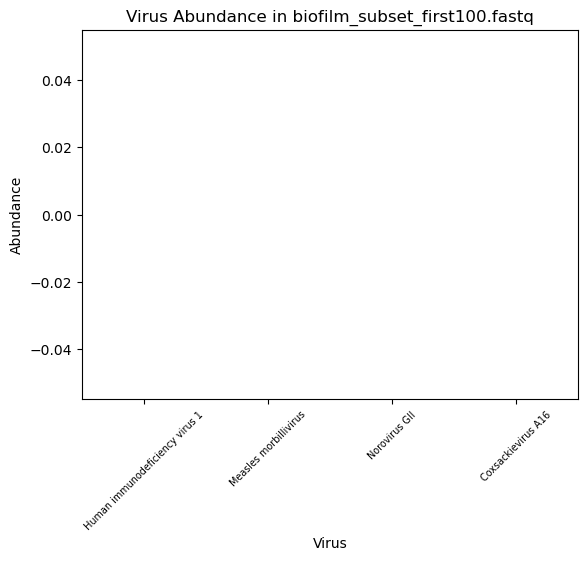 Virus Abundance in biofilm_subset_first100.fastq
Abundance
0.04
0.02
0.00
−0.02
−0.04
Human immunodeficiency virus 1
Measles morbillivirus
Norovirus GII
Coxsackievirus A16
Virus